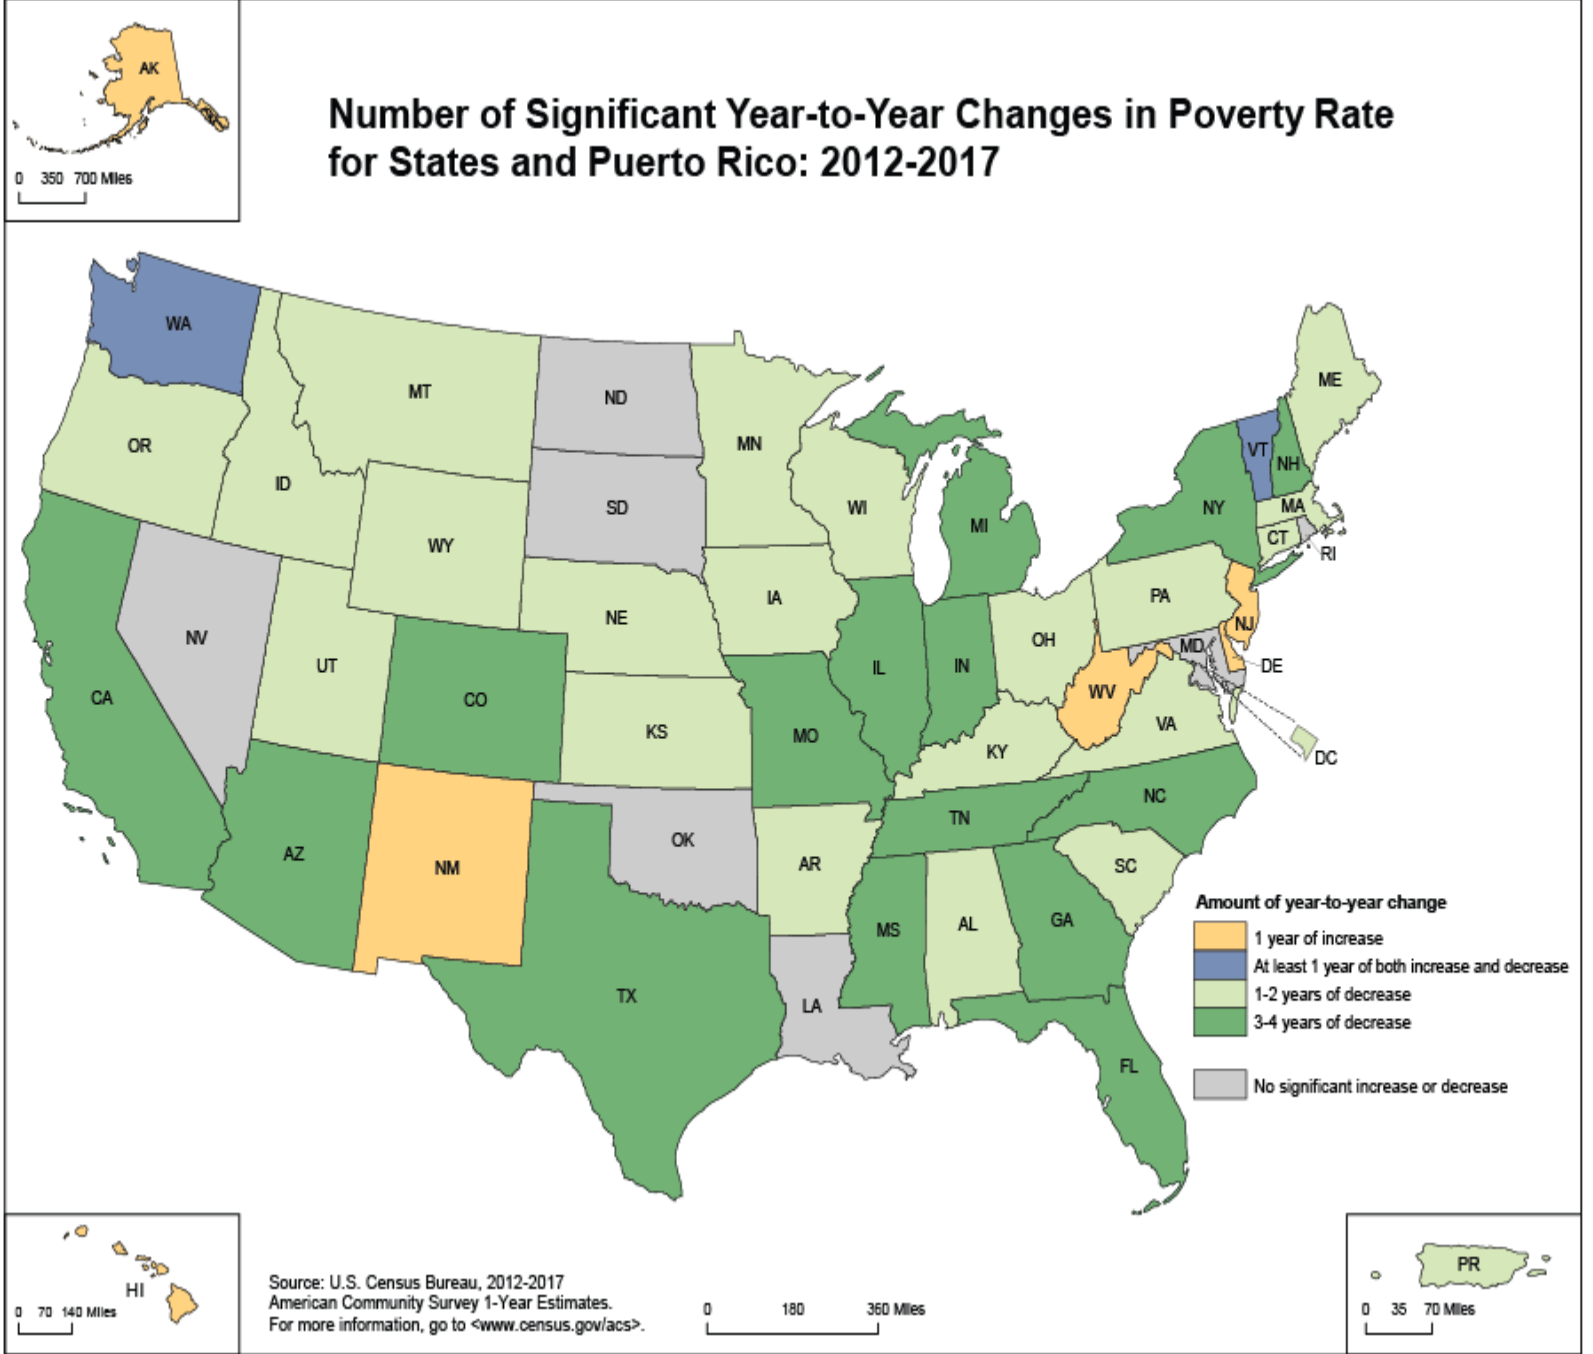 AK
0 350 700 Miles
Number of Significant Year-to-Year Changes in Poverty Rate
for States and Puerto Rico: 2012-2017
WA
MT
ND
MN
ME
OR
ID
SD
WI
MI
VT
NH
NY
MA
CT
RI
WY
NV
UT
CO
NE
IA
IL
IN
OH
PA
NJ
MD
DE
CA
KS
MO
KY
WV
VA
DC
AZ
NM
OK
AR
TN
NC
SC
TX
LA
MS
AL
GA
FL
Amount of year-to-year change
1 year of increase
At least 1 year of both increase and decrease
1-2 years of decrease
3-4 years of decrease
No significant increase or decrease
HI
0 70 140 Miles
Source: U.S. Census Bureau, 2012-2017
American Community Survey 1-Year Estimates.
For more information, go to <www.census.gov/acs>.
0 180 360 Miles
PR
0 35 70 Miles